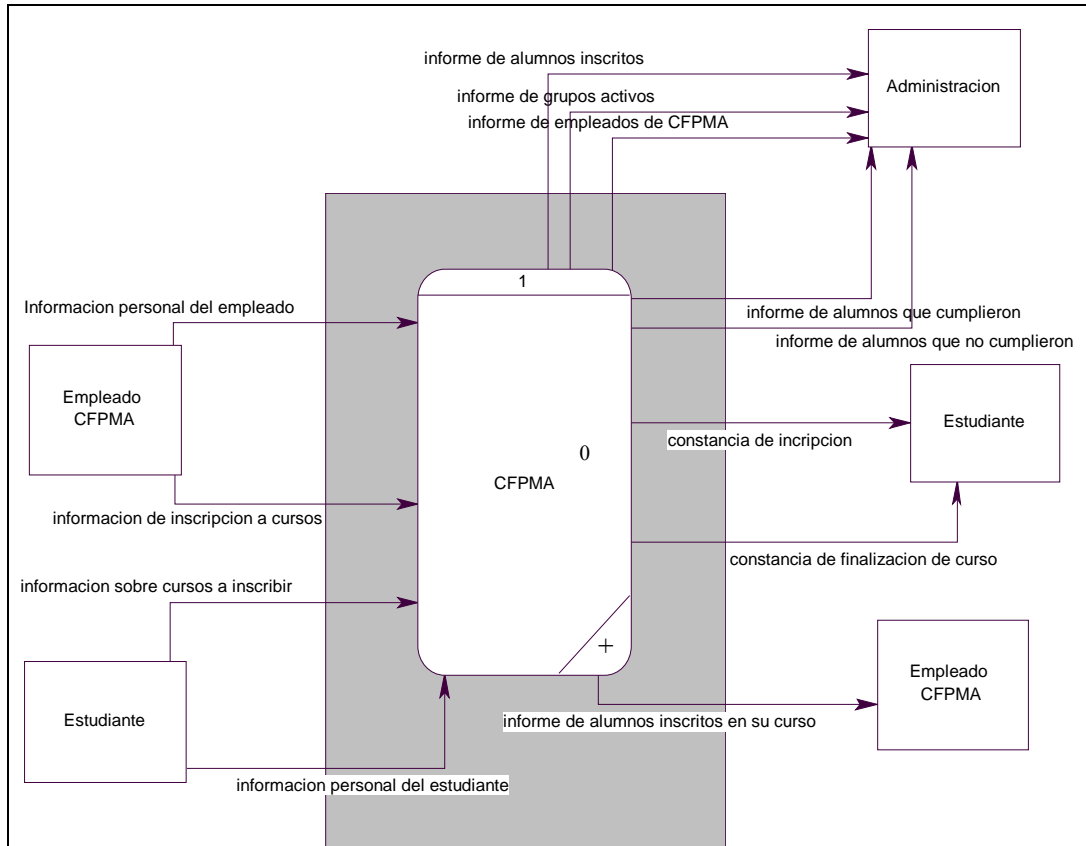 informe de alumnos inscritos
informe de grupos activos
informe de empleados de CFPMA
Administracion
1
Informacion personal del empleado
informe de alumnos que cumplieron
informe de alumnos que no cumplieron
Empleado
CFPMA
Estudiante
constancia de incripcion
0
CFPMA
informacion de inscripcion a cursos
constancia de finalizacion de curso
informacion sobre cursos a inscribir
+
Empleado
CFPMA
Estudiante
informe de alumnos inscritos en su curso
informacion personal del estudiante